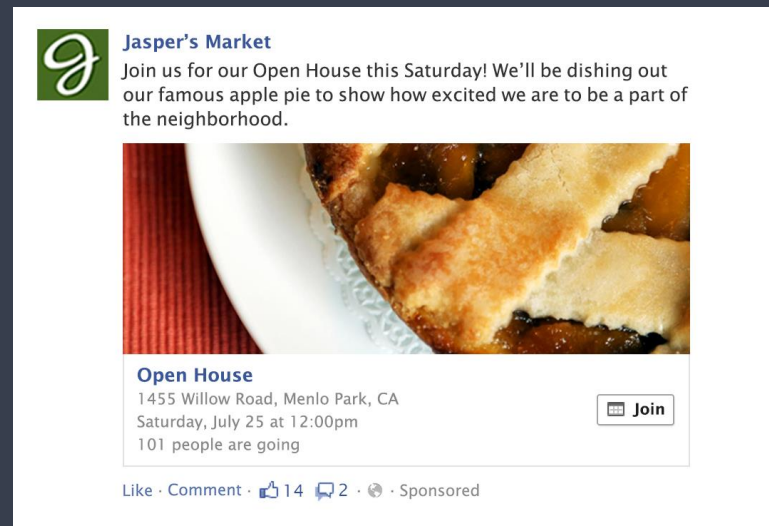 Jasper’s Market
Join us for our Open House this Saturday! We’ll be dishing out
our famous apple pie to show how excited we are to be a part of
the neighborhood.
Open House
1455 Willow Road, Menlo Park, CA
Saturday, July 25 at 12:00pm
101 people are going
Join
Like · Comment · 14 2 · · Sponsored